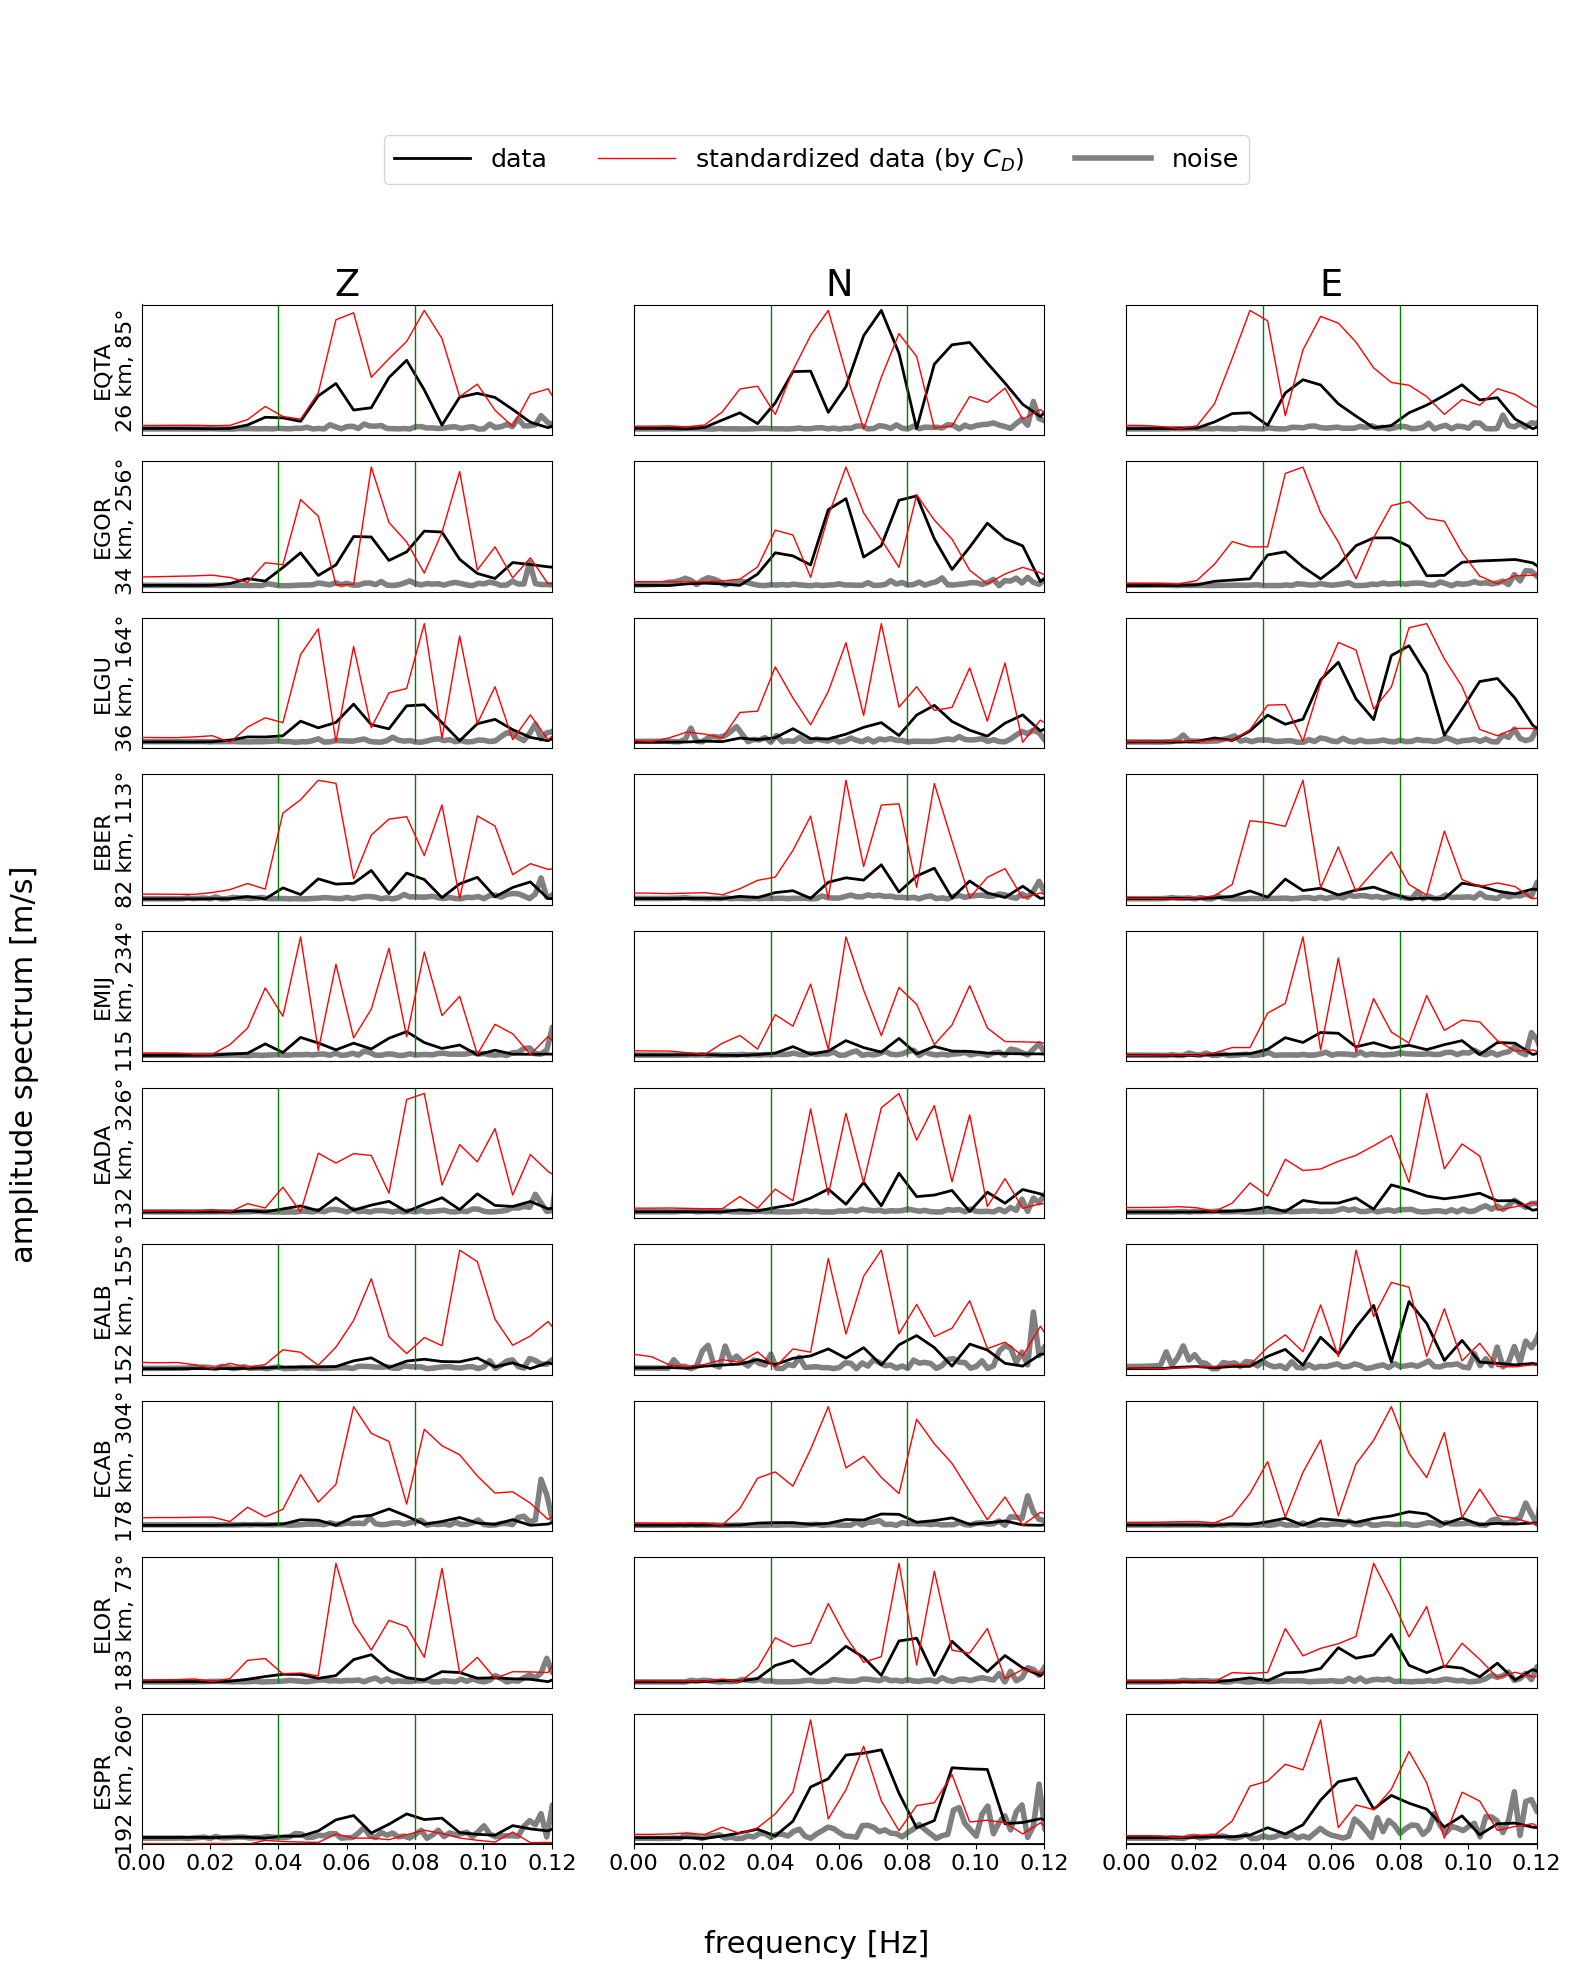 data
standardized data (by C_D)
noise
Z
N
E
amplitude spectrum [m/s]
EQTA
26 km, 85°
EGOR
34 km, 256°
ELGU
36 km, 164°
EBER
82 km, 113°
EMIJ
115 km, 234°
EADA
132 km, 326°
EALB
152 km, 155°
ECAB
178 km, 304°
ELOR
183 km, 73°
ESPR
192 km, 260°
0.00 0.02 0.04 0.06 0.08 0.10 0.12
0.00 0.02 0.04 0.06 0.08 0.10 0.12
0.00 0.02 0.04 0.06 0.08 0.10 0.12
frequency [Hz]